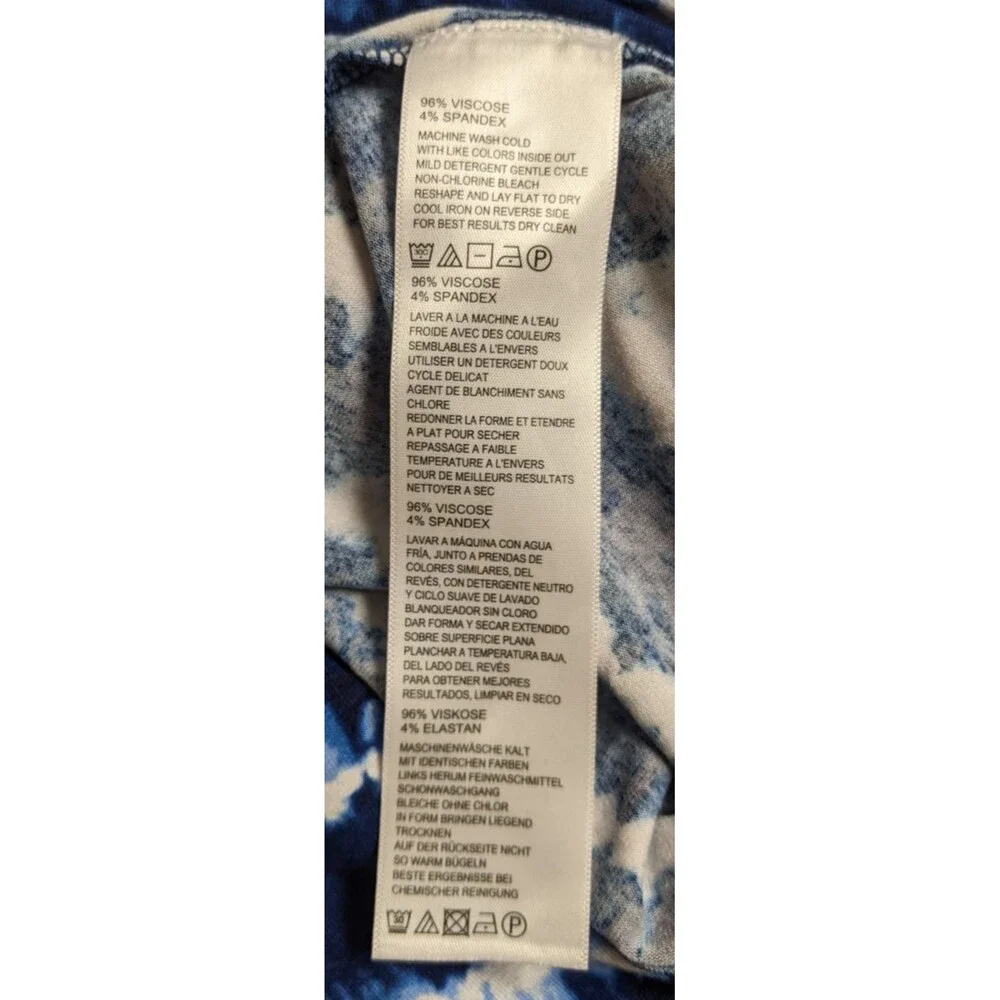 96% VISCOSE
4% SPANDEX
MACHINE WASH COLD
WITH LIKE COLORS INSIDE OUT
MILD DETERGENT GENTLE CYCLE
NON-CHLORINE BLEACH
RESHAPE AND LAY FLAT TO DRY
COOL IRON ON REVERSE SIDE
FOR BEST RESULTS DRY CLEAN
30C P
96% VISCOSE
4% SPANDEX
LAVER A LA MACHINE A L'EAU
FROIDE AVEC DES COULEURS
SEMBLABLES A L'ENVERS
UTILISER UN DETERGENT DOUX
CYCLE DELICAT
AGENT DE BLANCHIMENT SANS
CHLORE
REDONNER LA FORME ET ETENDRE
A PLAT POUR SECHER
REPASSAGE A FAIBLE
TEMPERATURE A L'ENVERS
POUR DE MEILLEURS RESULTATS
NETTOYER A SEC
96% VISCOSE
4% SPANDEX
LAVAR A MÁQUINA CON AGUA
FRÍA, JUNTO A PRENDAS DE
COLORES SIMILARES, DEL
REVÉS, CON DETERGENTE NEUTRO
Y CICLO SUAVE DE LAVADO
BLANQUEADOR SIN CLORO
DAR FORMA Y SECAR EXTENDIDO
SOBRE SUPERFICIE PLANA
PLANCHAR A TEMPERATURA BAJA,
DEL LADO DEL REVÉS
PARA OBTENER MEJORES
RESULTADOS, LIMPIAR EN SECO
96% VISKOSE
4% ELASTAN
MASCHINENWÄSCHE KALT
MIT IDENTISCHEN FARBEN
LINKS HERUM FEINWASCHMITTEL
SCHONWASCHGANG
BLEICHE OHNE CHLOR
IN FORM BRINGEN LIEGEND
TROCKNEN
AUF DER RÜCKSEITE NICHT
SO WARM BÜGELN
BESTE ERGEBNISSE BEI
CHEMISCHER REINIGUNG
30 P